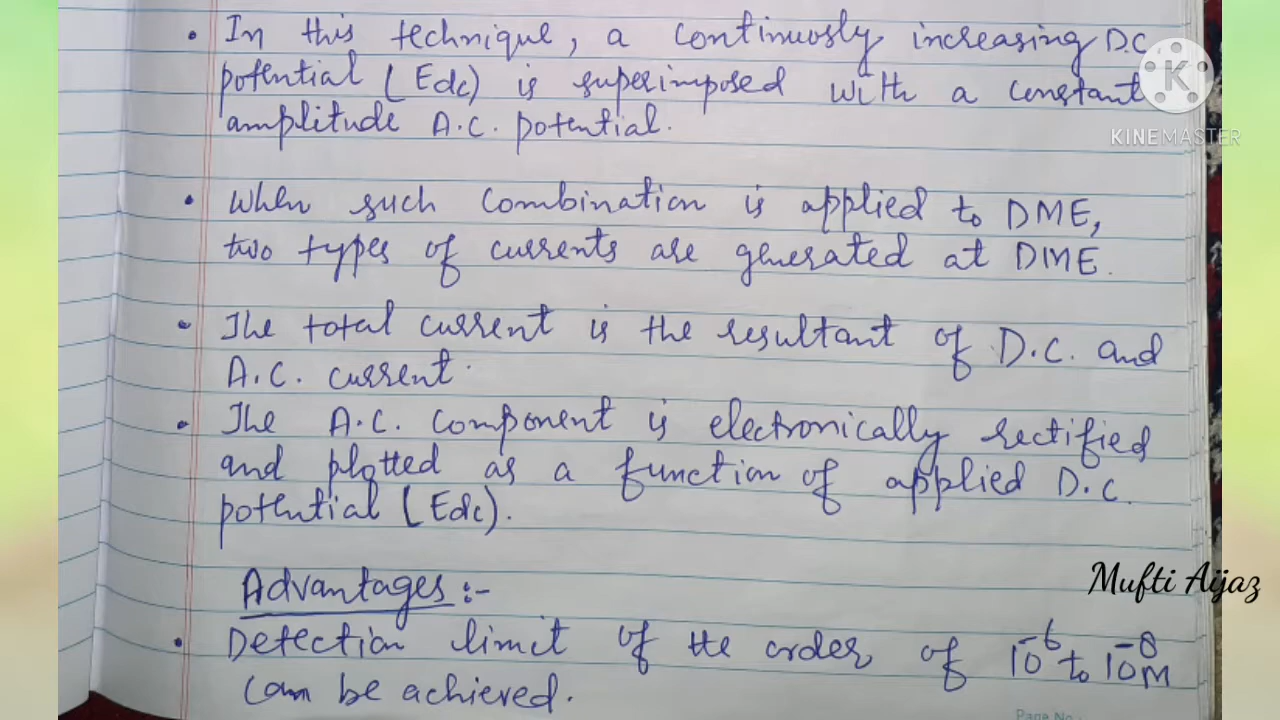 • In this technique, a continuosly increasing D.C
potential (Edc) is superimposed with a constant
amplitude A.C. potential.
• When such combination is applied to DME,
two types of currents are generated at DME.
• The total current is the resultant of D.C. and
A.C. current.
• The A.C. component is electronically rectified
and plotted as a function of applied D.C.
potential (Edc).
Advantages :-
• Detection limit of the order of 10⁻⁶ to 10⁻⁸M
can be achieved.
K
KINEMASTER
Mufti Aijaz
Page No.